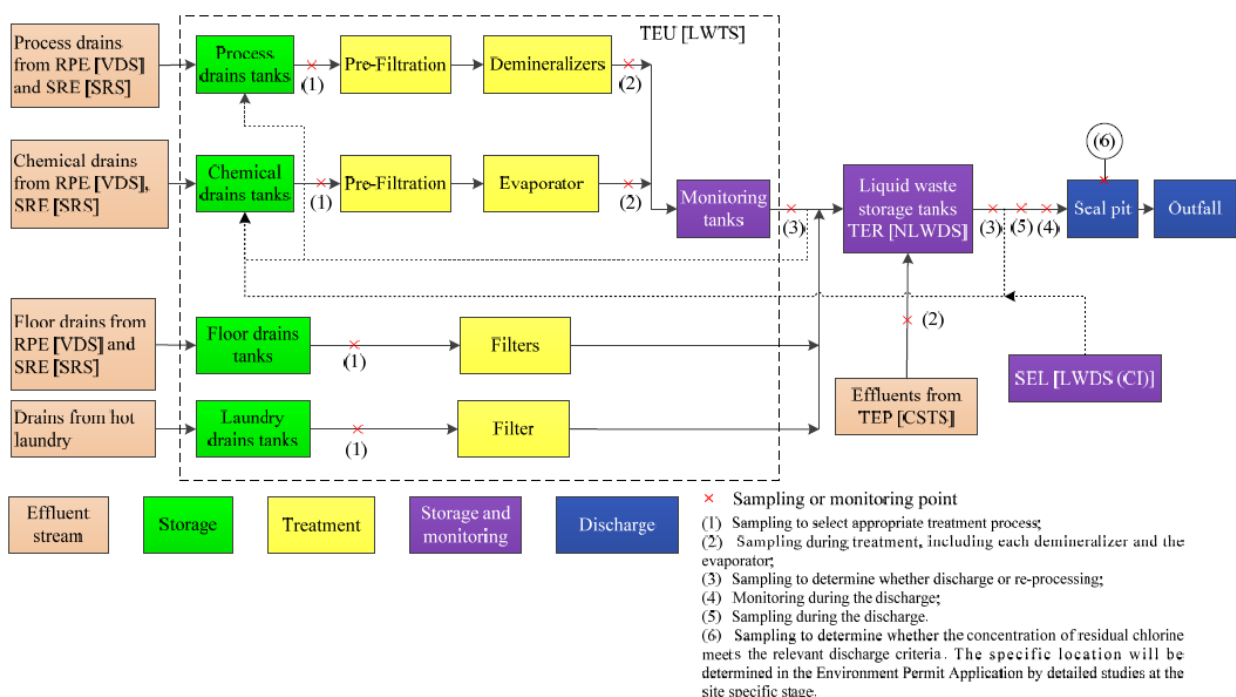 TEU [LWTS]
Process drains
from RPE [VDS]
and SRE [SRS]
Process
drains tanks
(1)
Pre-Filtration
Demineralizers
(2)
Chemical drains
from RPE [VDS],
SRE [SRS]
Chemical
drains tanks
(1)
Pre-Filtration
Evaporator
(2)
Monitoring
tanks
(3)
Liquid waste
storage tanks
TER [NLWDS]
(3)
(5)
(4)
(6)
Seal pit
Outfall
Floor drains from
RPE [VDS] and
SRE [SRS]
Floor drains
tanks
(1)
Filters
(2)
Effluents from
TEP [CSTS]
SEL [LWDS (CI)]
Drains from hot
laundry
Laundry
drains tanks
(1)
Filter
Effluent
stream
Storage
Treatment
Storage and
monitoring
Discharge
× Sampling or monitoring point
(1) Sampling to select appropriate treatment process;
(2) Sampling during treatment, including each demineralizer and the
evaporator;
(3) Sampling to determine whether discharge or re-processing;
(4) Monitoring during the discharge;
(5) Sampling during the discharge.
(6) Sampling to determine whether the concentration of residual chlorine
meets the relevant discharge criteria. The specific location will be
determined in the Environment Permit Application by detailed studies at the
site specific stage.